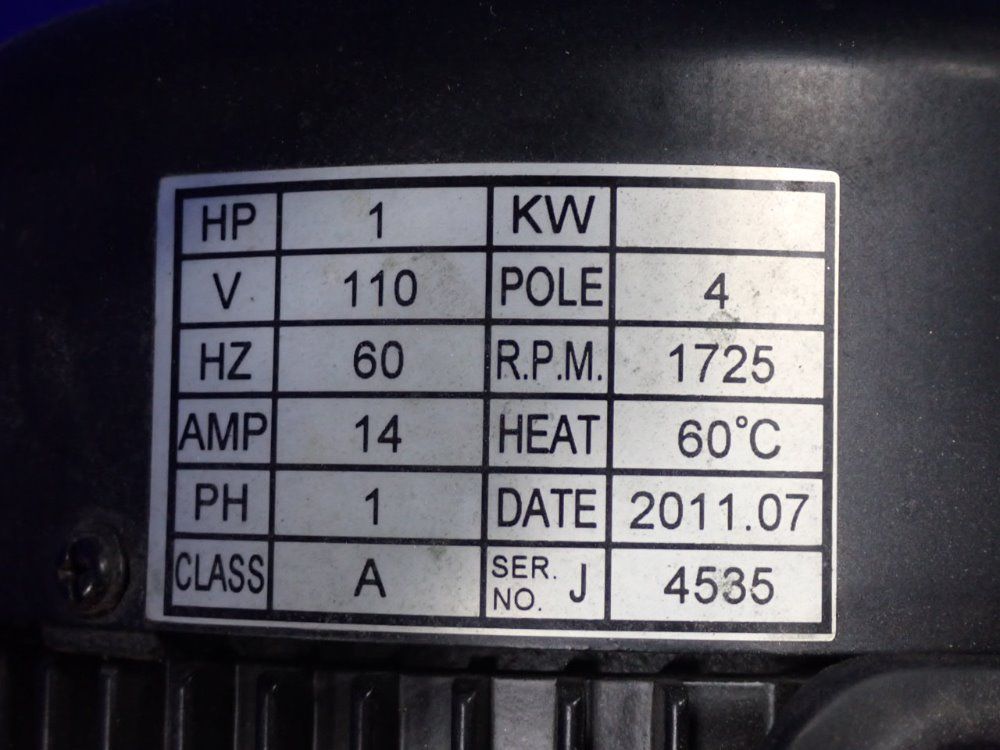 HP 1 KW
V 110 POLE 4
HZ 60 R.P.M. 1725
AMP 14 HEAT 60°C
PH 1 DATE 2011.07
CLASS A SER. NO. J 4535